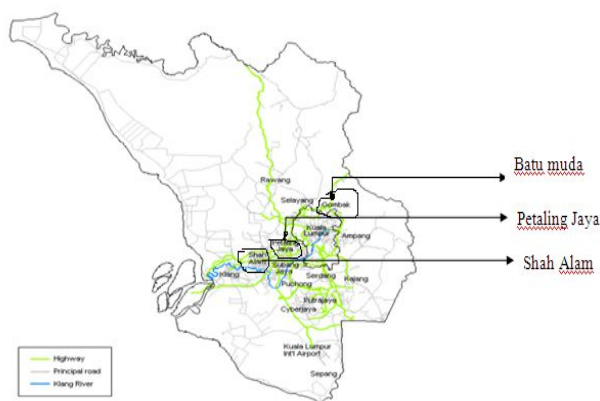 Batu muda
Rawang
Selayang
Gombak
Kuala
Lumpur
Ampang
Petaling Jaya
Petaling
Jaya
Shah
Alam
Shah Alam
Subang
Jaya
Klang
Serdang
Kajang
Puchong
Putrajaya
Cyberjaya
Kuala Lumpur
Int'l Airport
Sepang
Highway
Principal road
Klang River